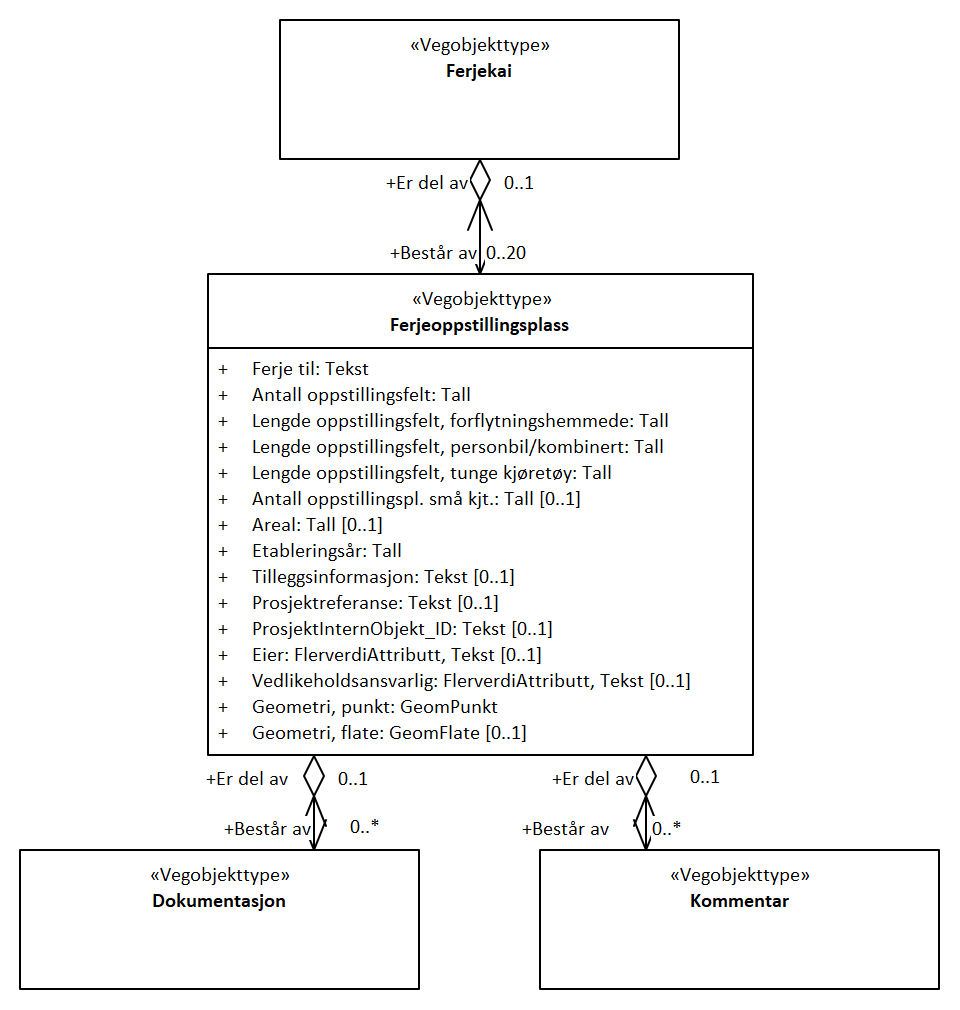 «Vegobjekttype»
Ferjekai
+Er del av 0..1
+Består av 0..20
«Vegobjekttype»
Ferjeoppstillingsplass
+ Ferje til: Tekst
+ Antall oppstillingsfelt: Tall
+ Lengde oppstillingsfelt, forflytningshemmede: Tall
+ Lengde oppstillingsfelt, personbil/kombinert: Tall
+ Lengde oppstillingsfelt, tunge kjøretøy: Tall
+ Antall oppstillingspl. små kjt.: Tall [0..1]
+ Areal: Tall [0..1]
+ Etableringsår: Tall
+ Tilleggsinformasjon: Tekst [0..1]
+ Prosjektreferanse: Tekst [0..1]
+ ProsjektInternObjekt_ID: Tekst [0..1]
+ Eier: FlerverdiAttributt, Tekst [0..1]
+ Vedlikeholdsansvarlig: FlerverdiAttributt, Tekst [0..1]
+ Geometri, punkt: GeomPunkt
+ Geometri, flate: GeomFlate [0..1]
+Er del av 0..1
+Består av 0..*
«Vegobjekttype»
Dokumentasjon
+Er del av 0..1
+Består av 0..*
«Vegobjekttype»
Kommentar